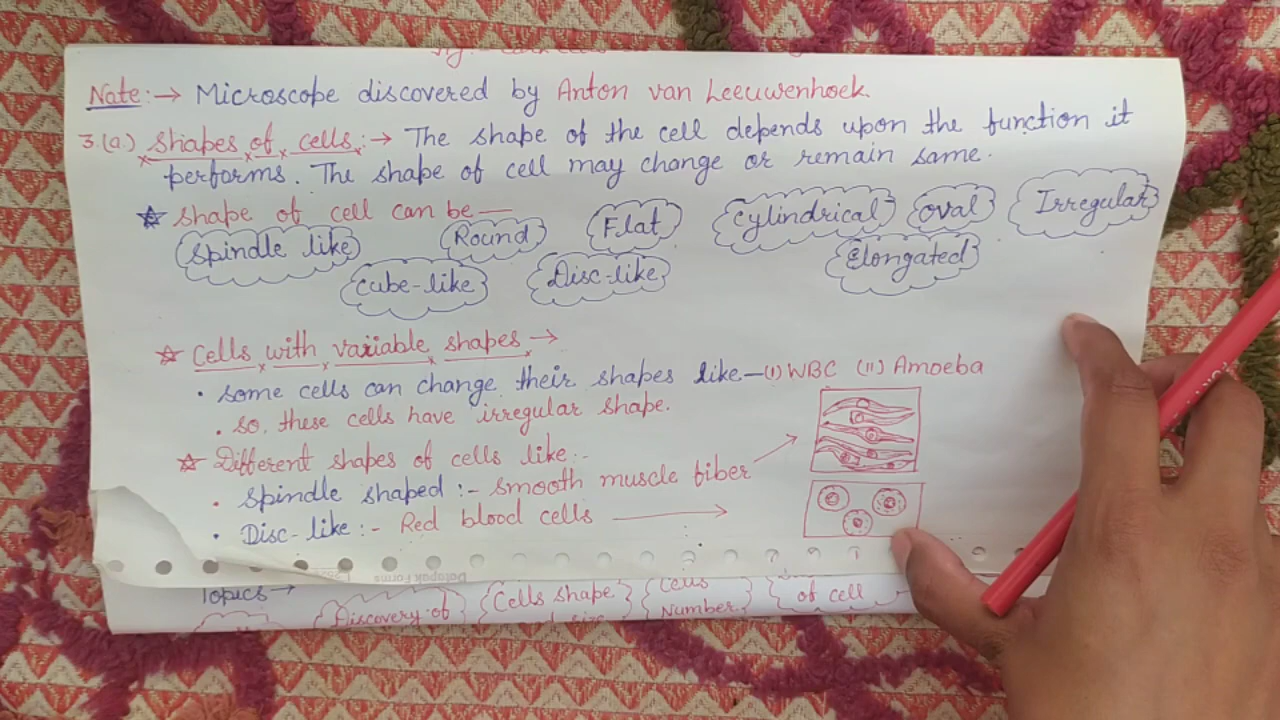 Note:→ Microscope discovered by Anton van Leeuwenhoek.
3.(a) Shapes of cells:→ The shape of the cell depends upon the function it
performs. The shape of cell may change or remain same.
☆ Shape of cell can be—
Spindle like Round Flat Cylindrical oval Irregular
Cube-like Disc-like Elongated
☆ Cells with variable shapes →
• Some cells can change their shapes like—(i) WBC (ii) Amoeba
• So, these cells have irregular shape.
☆ Different shapes of cells like:-
• Spindle shaped :- Smooth muscle fiber
• Disc-like :- Red blood cells
Datapak Forms
Topics→
Discovery of Cells shape Cells of cell
Number